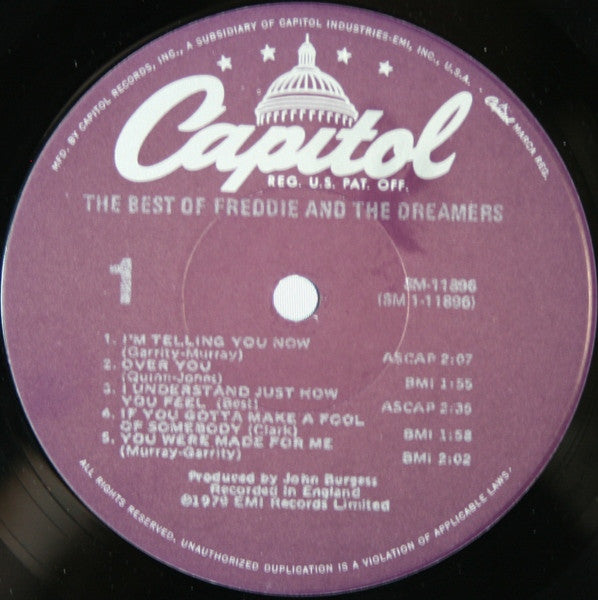 MFD. BY CAPITOL RECORDS, INC., A SUBSIDIARY OF CAPITOL INDUSTRIES-EMI, INC., U.S.A. · Capitol MARCA REG.
Capitol
REG. U.S. PAT. OFF.
THE BEST OF FREDDIE AND THE DREAMERS
1
SM-11896
(SM 1-11896)
1. I'M TELLING YOU NOW
(Garrity-Murray) ASCAP 2:07
2. OVER YOU
(Quinn-Johns) BMI 1:55
3. I UNDERSTAND JUST HOW
YOU FEEL (Best) ASCAP 2:35
4. IF YOU GOTTA MAKE A FOOL
OF SOMEBODY (Clark) BMI 1:58
5. YOU WERE MADE FOR ME
(Murray-Garrity) BMI 2:02
Produced by John Burgess
Recorded in England
℗1979 EMI Records Limited
ALL RIGHTS RESERVED. UNAUTHORIZED DUPLICATION IS A VIOLATION OF APPLICABLE LAWS.